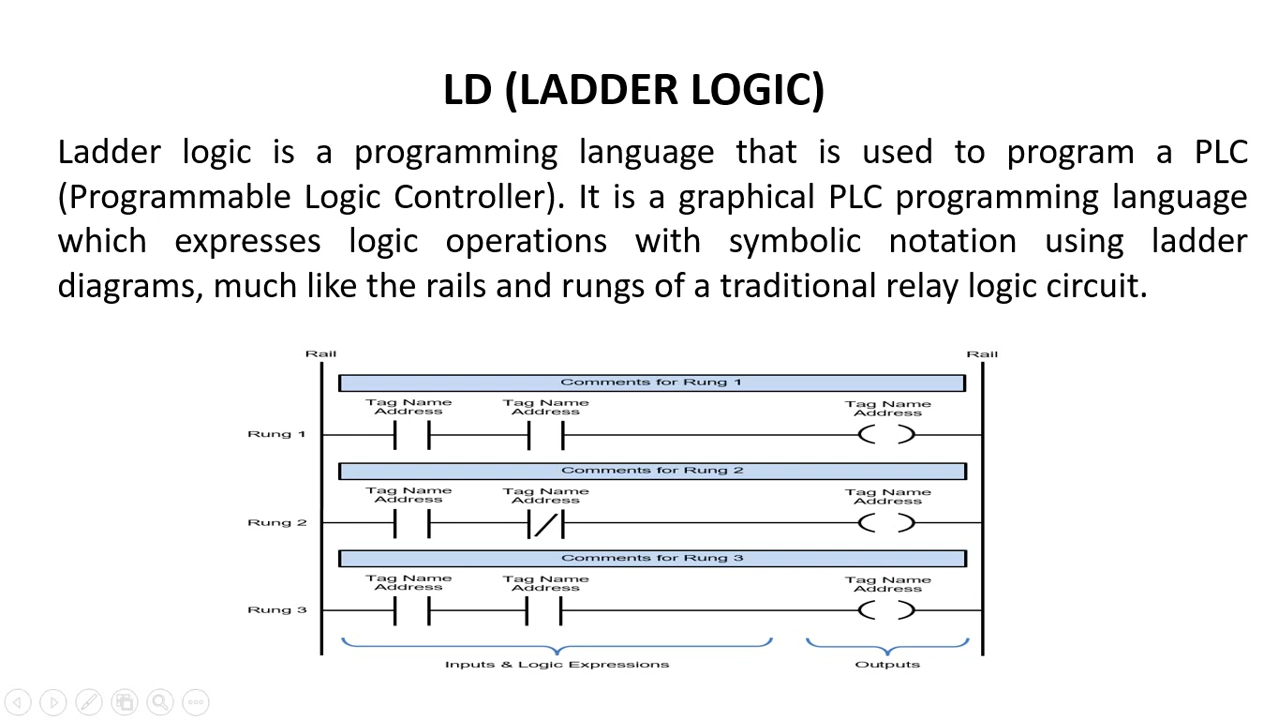 LD (LADDER LOGIC)
Ladder logic is a programming language that is used to program a PLC
(Programmable Logic Controller). It is a graphical PLC programming language
which expresses logic operations with symbolic notation using ladder
diagrams, much like the rails and rungs of a traditional relay logic circuit.
Rail Rail
Comments for Rung 1
Tag Name Tag Name Tag Name
Address Address Address
Rung 1
Comments for Rung 2
Tag Name Tag Name Tag Name
Address Address Address
Rung 2
Comments for Rung 3
Tag Name Tag Name Tag Name
Address Address Address
Rung 3
Inputs & Logic Expressions Outputs